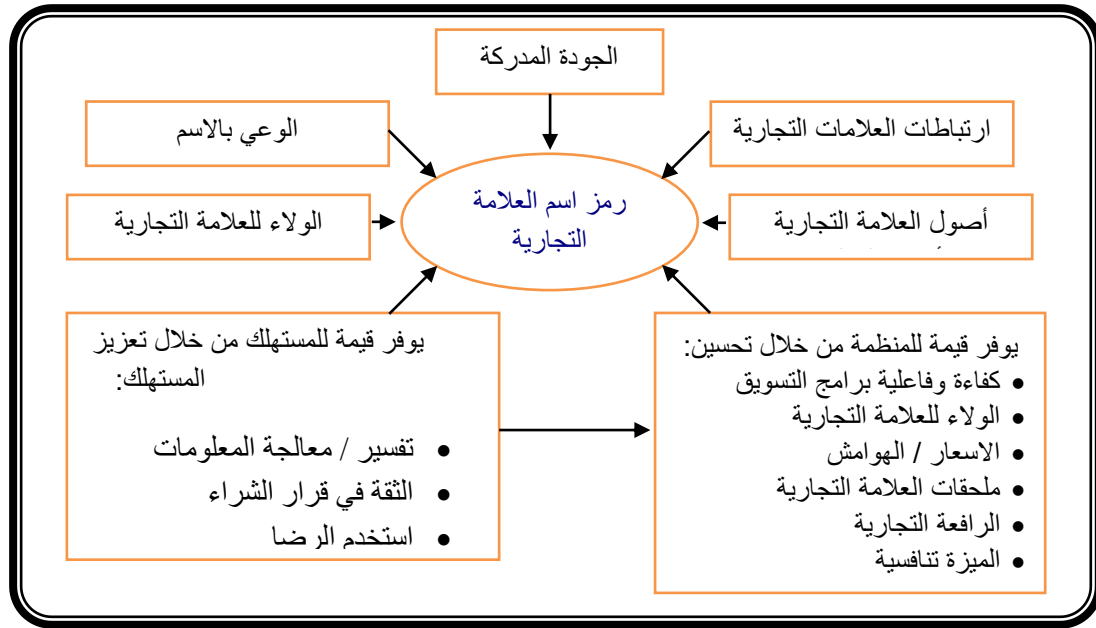 الجودة المدركة
ارتباطات العلامات التجارية
الوعي بالاسم
رمز اسم العلامة
التجارية
أصول العلامة التجارية
الولاء للعلامة التجارية
يوفر قيمة للمنظمة من خلال تحسين:
• كفاءة وفاعلية برامج التسويق
• الولاء للعلامة التجارية
• الاسعار / الهوامش
• ملحقات العلامة التجارية
• الرافعة التجارية
• الميزة تنافسية
يوفر قيمة للمستهلك من خلال تعزيز
المستهلك:
• تفسير / معالجة المعلومات
• الثقة في قرار الشراء
• استخدم الرضا